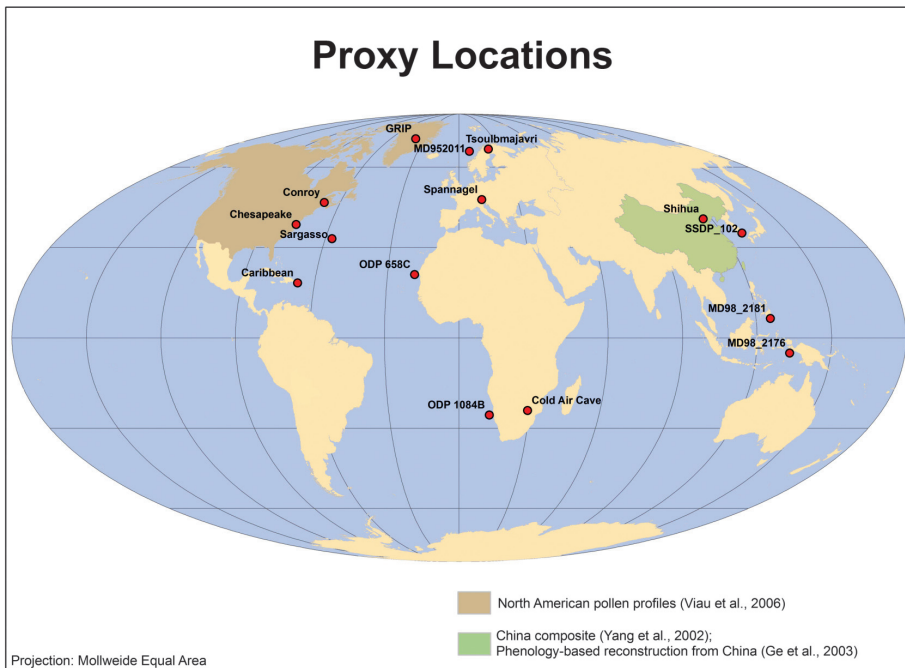 Proxy Locations
GRIP
Tsoulbmajavri
MD952011
Conroy
Spannagel
Chesapeake
Shihua
Sargasso
SSDP_102
Caribbean
ODP 658C
MD98_2181
MD98_2176
ODP 1084B
Cold Air Cave
North American pollen profiles (Viau et al., 2006)
China composite (Yang et al., 2002);
Phenology-based reconstruction from China (Ge et al., 2003)
Projection: Mollweide Equal Area